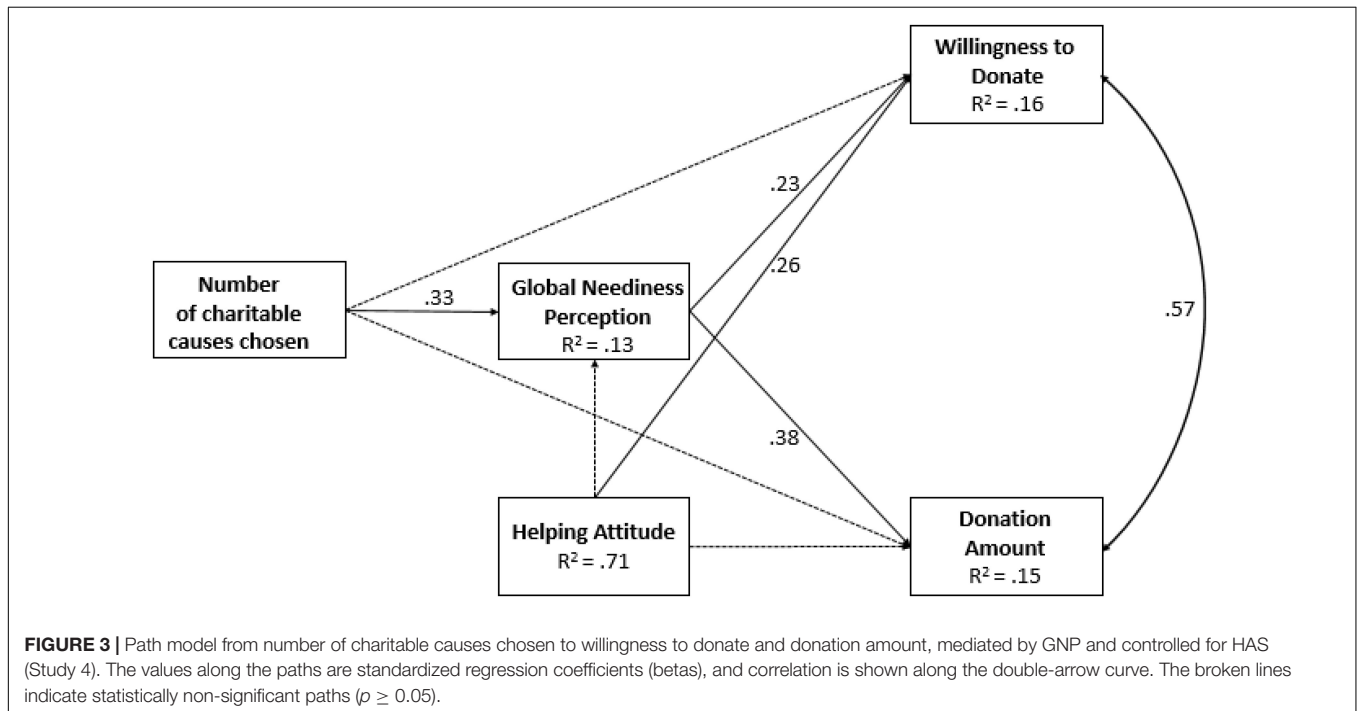 Willingness to
Donate
R² = .16
.23
.26
Number
of charitable
causes chosen
.33
Global Neediness
Perception
R² = .13
.57
.38
Helping Attitude
R² = .71
Donation
Amount
R² = .15
FIGURE 3 | Path model from number of charitable causes chosen to willingness to donate and donation amount, mediated by GNP and controlled for HAS
(Study 4). The values along the paths are standardized regression coefficients (betas), and correlation is shown along the double-arrow curve. The broken lines
indicate statistically non-significant paths (p ≥ 0.05).